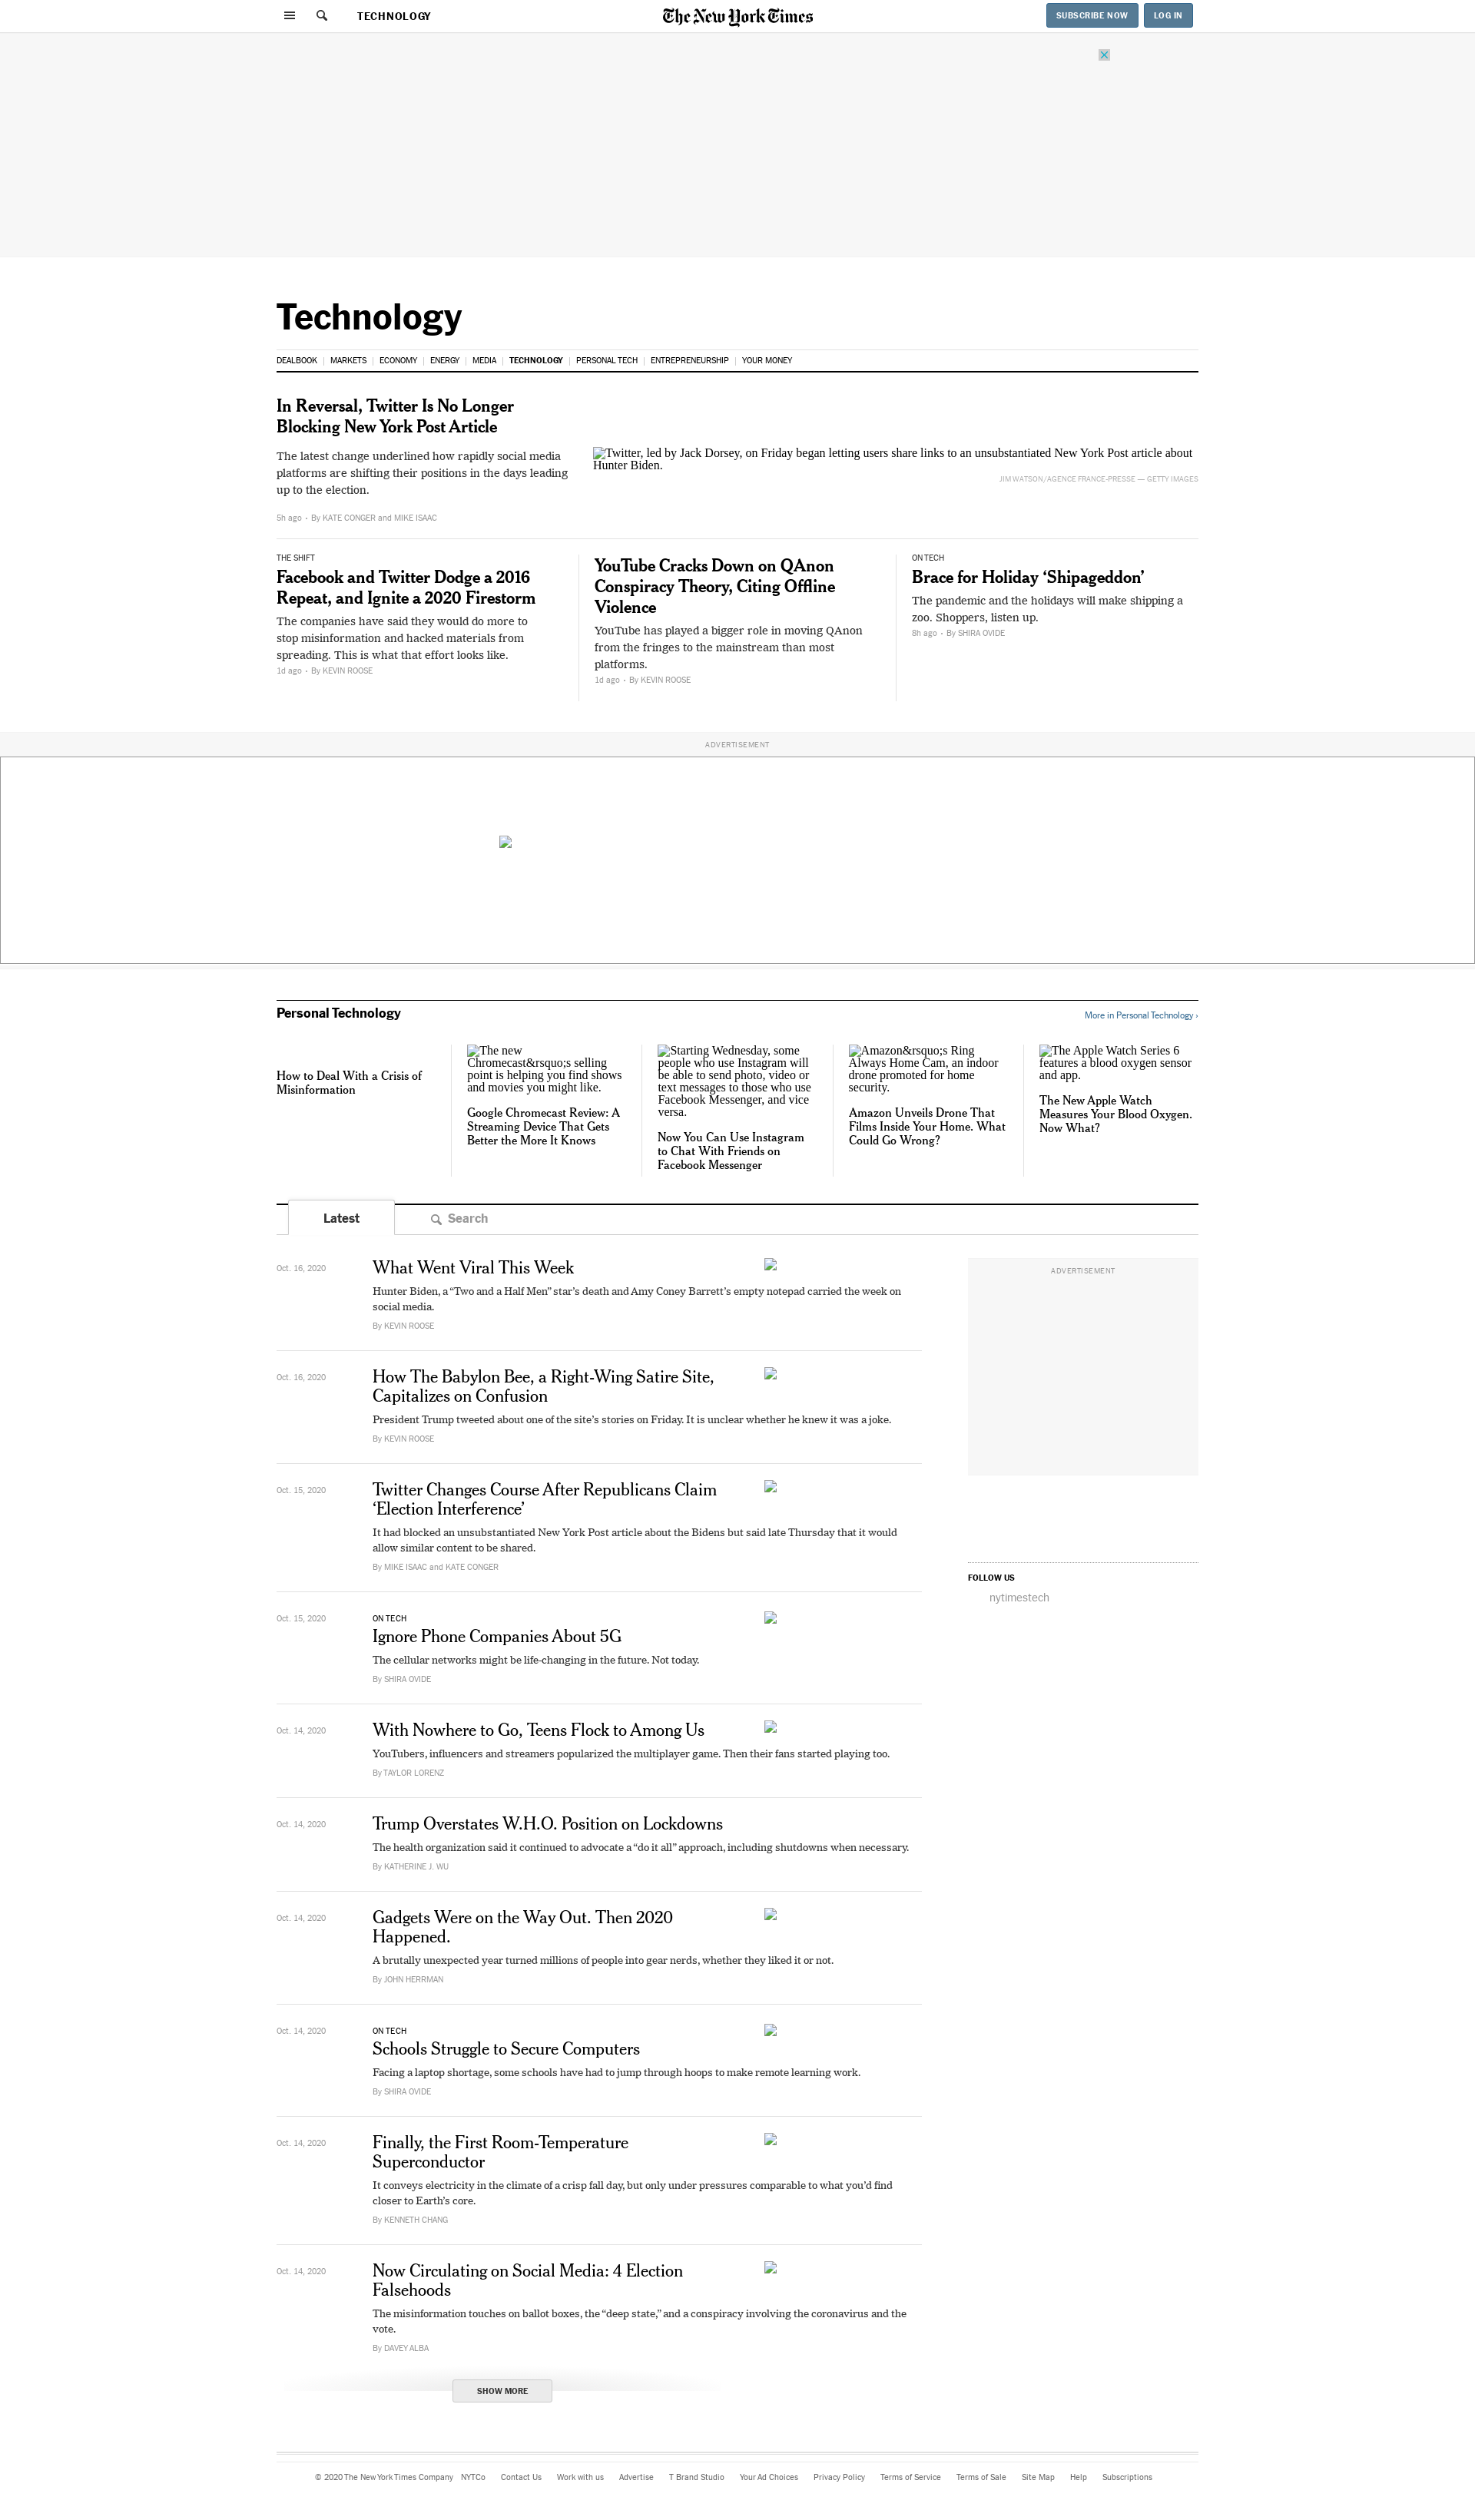 TECHNOLOGY
The New York Times
SUBSCRIBE NOW
LOG IN
Technology
DEALBOOK | MARKETS | ECONOMY | ENERGY | MEDIA | TECHNOLOGY | PERSONAL TECH | ENTREPRENEURSHIP | YOUR MONEY
In Reversal, Twitter Is No Longer
Blocking New York Post Article
The latest change underlined how rapidly social media
platforms are shifting their positions in the days leading
up to the election.
5h ago • By KATE CONGER and MIKE ISAAC
Twitter, led by Jack Dorsey, on Friday began letting users share links to an unsubstantiated New York Post article about
Hunter Biden.
JIM WATSON/AGENCE FRANCE-PRESSE — GETTY IMAGES
THE SHIFT
Facebook and Twitter Dodge a 2016
Repeat, and Ignite a 2020 Firestorm
The companies have said they would do more to
stop misinformation and hacked materials from
spreading. This is what that effort looks like.
1d ago • By KEVIN ROOSE
YouTube Cracks Down on QAnon
Conspiracy Theory, Citing Offline
Violence
YouTube has played a bigger role in moving QAnon
from the fringes to the mainstream than most
platforms.
1d ago • By KEVIN ROOSE
ON TECH
Brace for Holiday ‘Shipageddon’
The pandemic and the holidays will make shipping a
zoo. Shoppers, listen up.
8h ago • By SHIRA OVIDE
ADVERTISEMENT
Personal Technology
More in Personal Technology ›
How to Deal With a Crisis of
Misinformation
The new
Chromecast&rsquo;s selling
point is helping you find shows
and movies you might like.
Google Chromecast Review: A
Streaming Device That Gets
Better the More It Knows
Starting Wednesday, some
people who use Instagram will
be able to send photo, video or
text messages to those who use
Facebook Messenger, and vice
versa.
Now You Can Use Instagram
to Chat With Friends on
Facebook Messenger
Amazon&rsquo;s Ring
Always Home Cam, an indoor
drone promoted for home
security.
Amazon Unveils Drone That
Films Inside Your Home. What
Could Go Wrong?
The Apple Watch Series 6
features a blood oxygen sensor
and app.
The New Apple Watch
Measures Your Blood Oxygen.
Now What?
Latest
Search
Oct. 16, 2020
What Went Viral This Week
Hunter Biden, a “Two and a Half Men” star’s death and Amy Coney Barrett’s empty notepad carried the week on
social media.
By KEVIN ROOSE
ADVERTISEMENT
Oct. 16, 2020
How The Babylon Bee, a Right-Wing Satire Site,
Capitalizes on Confusion
President Trump tweeted about one of the site’s stories on Friday. It is unclear whether he knew it was a joke.
By KEVIN ROOSE
Oct. 15, 2020
Twitter Changes Course After Republicans Claim
‘Election Interference’
It had blocked an unsubstantiated New York Post article about the Bidens but said late Thursday that it would
allow similar content to be shared.
By MIKE ISAAC and KATE CONGER
FOLLOW US
nytimestech
Oct. 15, 2020
ON TECH
Ignore Phone Companies About 5G
The cellular networks might be life-changing in the future. Not today.
By SHIRA OVIDE
Oct. 14, 2020
With Nowhere to Go, Teens Flock to Among Us
YouTubers, influencers and streamers popularized the multiplayer game. Then their fans started playing too.
By TAYLOR LORENZ
Oct. 14, 2020
Trump Overstates W.H.O. Position on Lockdowns
The health organization said it continued to advocate a “do it all” approach, including shutdowns when necessary.
By KATHERINE J. WU
Oct. 14, 2020
Gadgets Were on the Way Out. Then 2020
Happened.
A brutally unexpected year turned millions of people into gear nerds, whether they liked it or not.
By JOHN HERRMAN
Oct. 14, 2020
ON TECH
Schools Struggle to Secure Computers
Facing a laptop shortage, some schools have had to jump through hoops to make remote learning work.
By SHIRA OVIDE
Oct. 14, 2020
Finally, the First Room-Temperature
Superconductor
It conveys electricity in the climate of a crisp fall day, but only under pressures comparable to what you’d find
closer to Earth’s core.
By KENNETH CHANG
Oct. 14, 2020
Now Circulating on Social Media: 4 Election
Falsehoods
The misinformation touches on ballot boxes, the “deep state,” and a conspiracy involving the coronavirus and the
vote.
By DAVEY ALBA
SHOW MORE
© 2020 The New York Times Company NYTCo Contact Us Work with us Advertise T Brand Studio Your Ad Choices Privacy Policy Terms of Service Terms of Sale Site Map Help Subscriptions